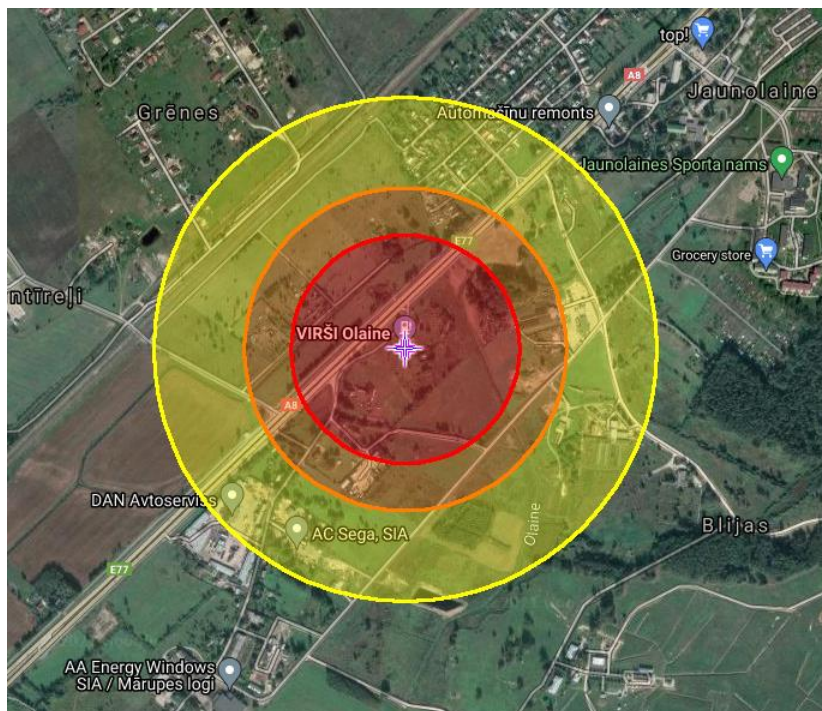 top!
A8
Jaunolaine
Grēnes
Automašīnu remonts
Jaunolaines Sporta nams
E77
Grocery store
ntīreļi
VIRŠI Olaine
A8
DAN Avtoserviss
AC Sega, SIA
Olaine
Blijas
E77
AA Energy Windows
SIA / Mārupes logi